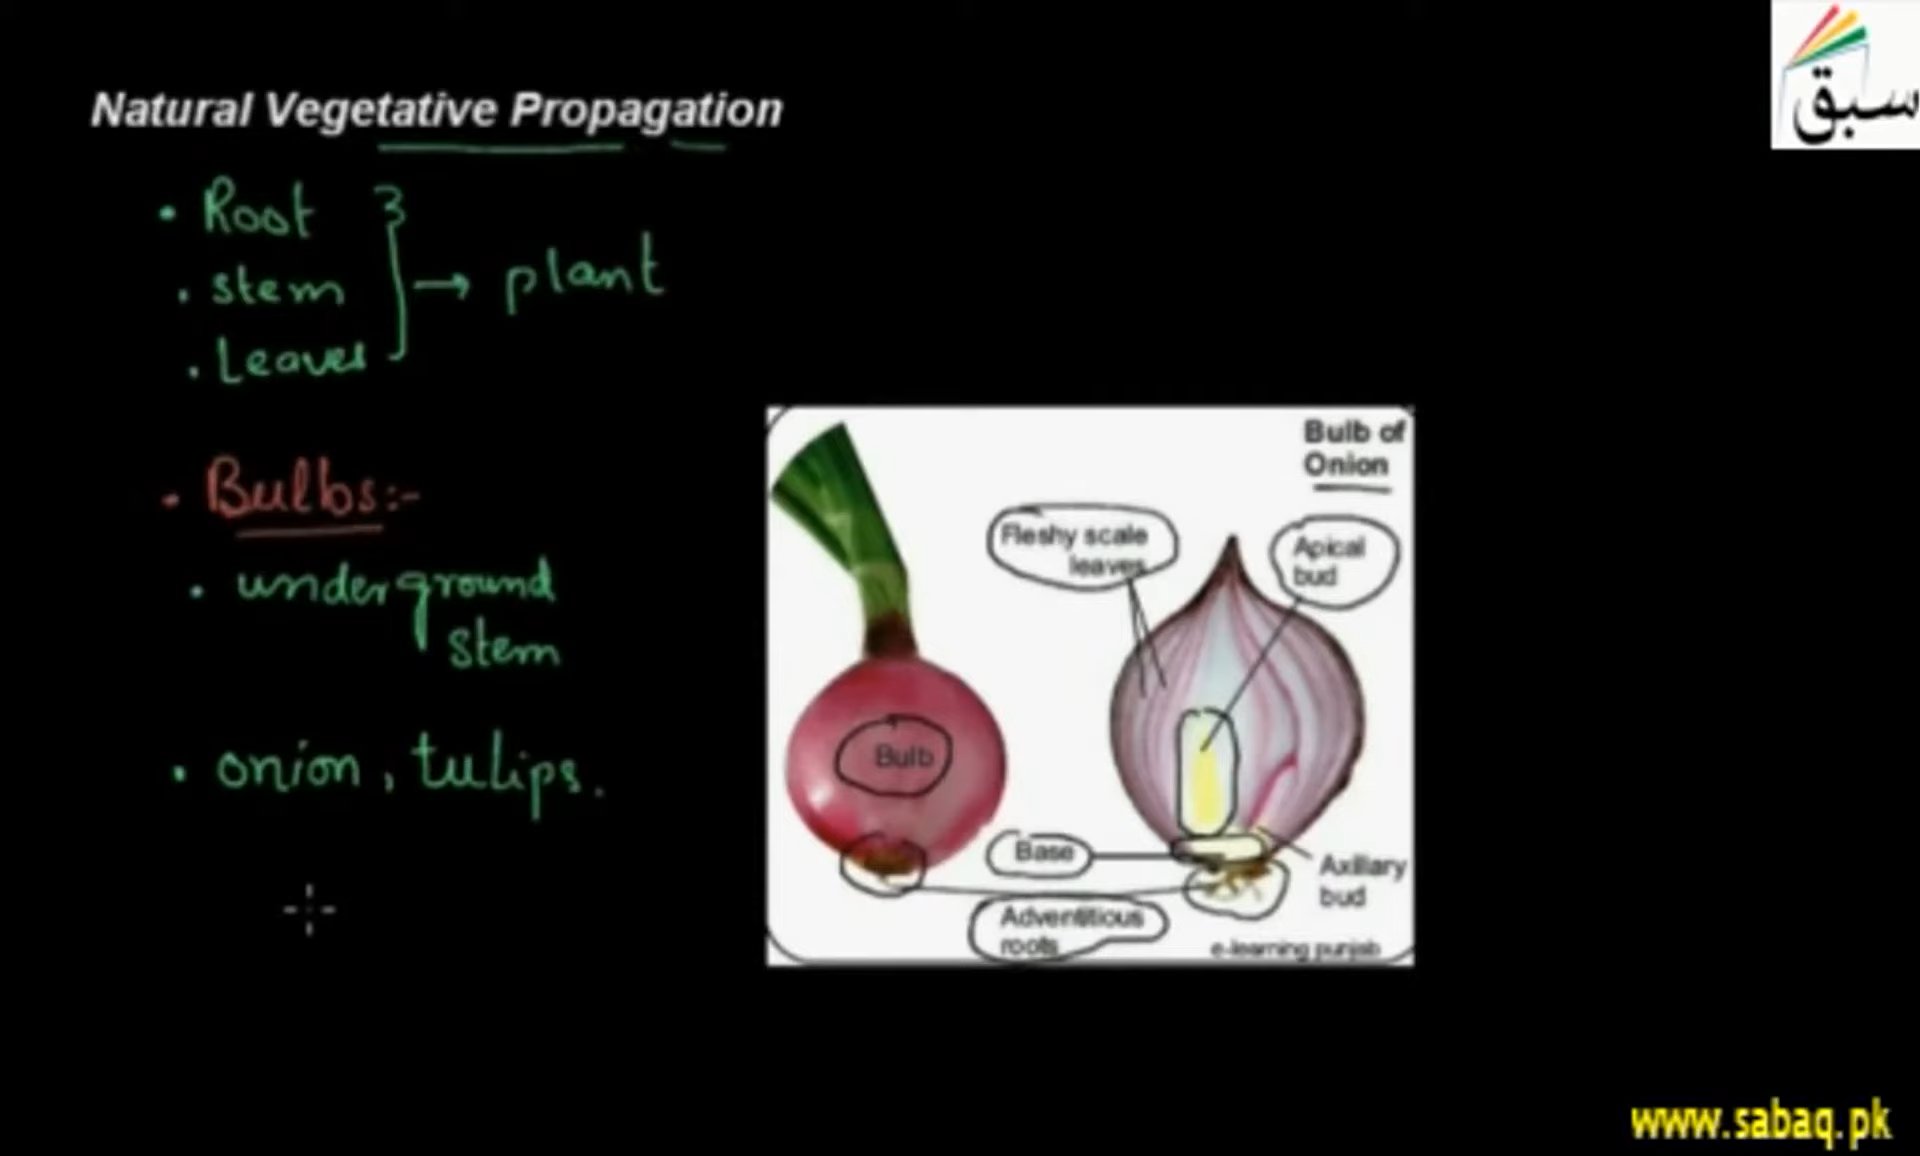 سبق
Natural Vegetative Propagation
• Root
• stem
• Leaves
→ plant
- Bulbs:-
• underground
stem
• onion, tulips.
Bulb of
Onion
Fleshy scale
leaves
Apical
bud
Bulb
Base
Axillary
bud
Adventitious
roots
e-learning punjab
www.sabaq.pk